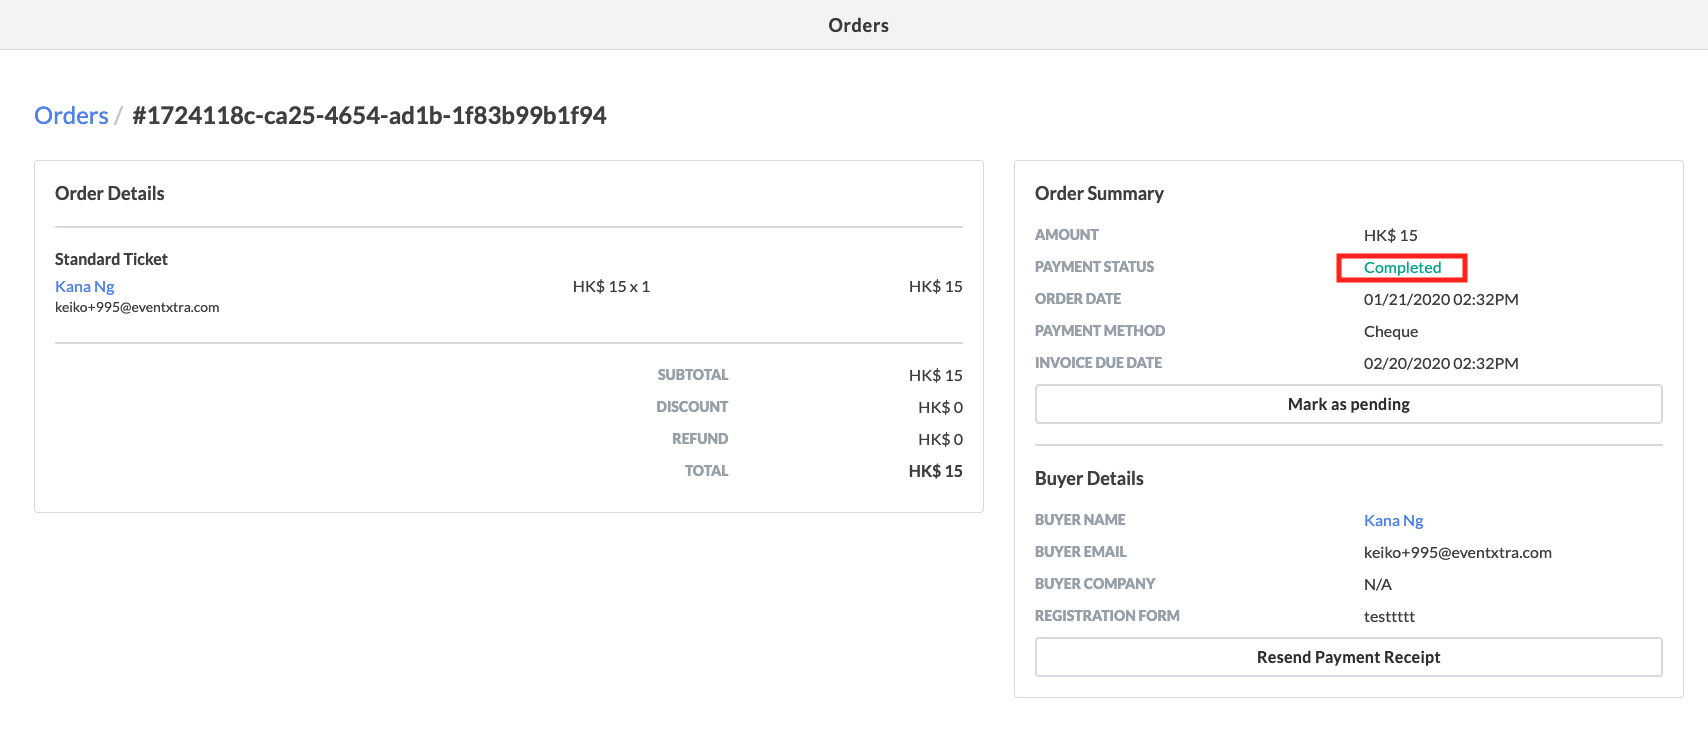 Orders
Orders / #1724118c-ca25-4654-ad1b-1f83b99b1f94
Order Details
Standard Ticket
Kana Ng HK$ 15 x 1 HK$ 15
keiko+995@eventxtra.com
SUBTOTAL HK$ 15
DISCOUNT HK$ 0
REFUND HK$ 0
TOTAL HK$ 15
Order Summary
AMOUNT HK$ 15
PAYMENT STATUS Completed
ORDER DATE 01/21/2020 02:32PM
PAYMENT METHOD Cheque
INVOICE DUE DATE 02/20/2020 02:32PM
Mark as pending
Buyer Details
BUYER NAME Kana Ng
BUYER EMAIL keiko+995@eventxtra.com
BUYER COMPANY N/A
REGISTRATION FORM testtttt
Resend Payment Receipt